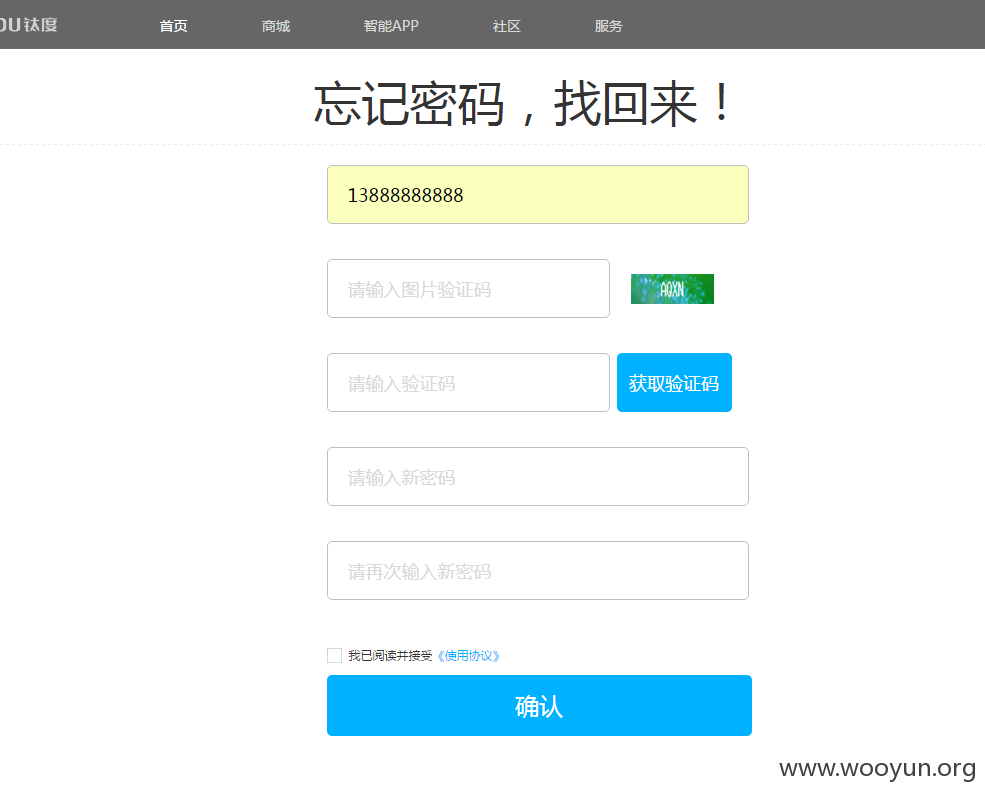 OU钛度 首页 商城 智能APP 社区 服务
忘记密码，找回来！
13888888888
请输入图片验证码 AQXN
请输入验证码 获取验证码
请输入新密码
请再次输入新密码
我已阅读并接受《使用协议》
确认
www.wooyun.org